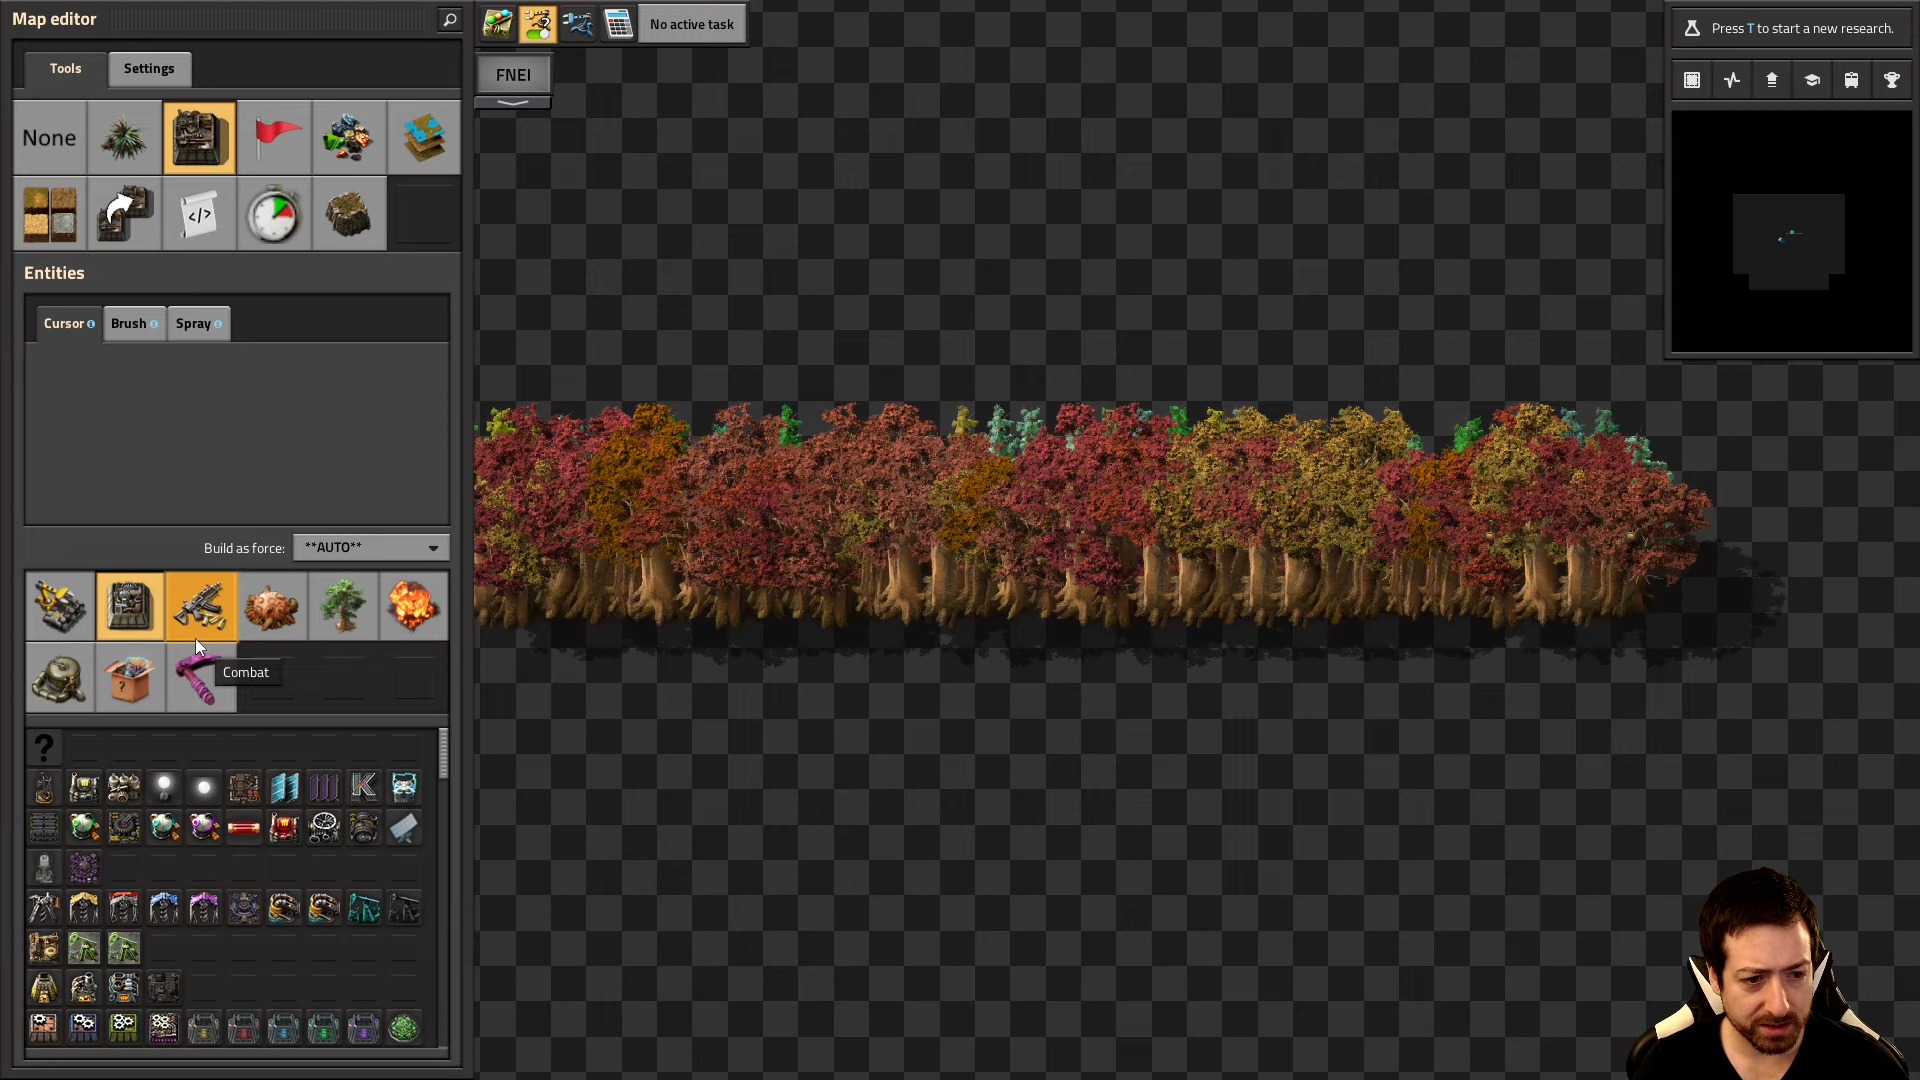 Map editor
No active task
Press T to start a new research.
Tools
Settings
FNEI
None
Entities
Cursor
Brush
Spray
Build as force:
**AUTO**
Combat